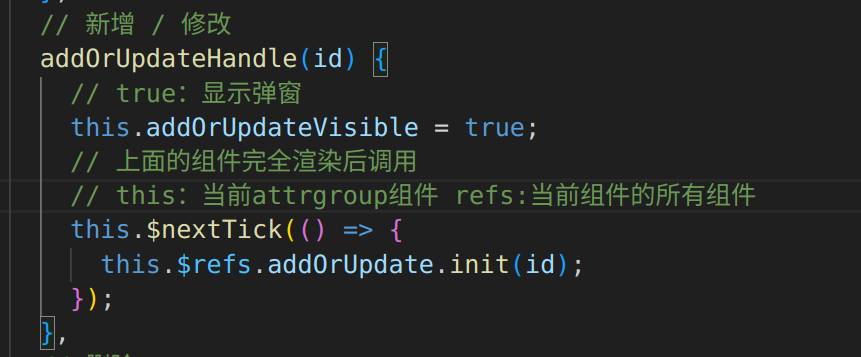 },
// 新增 / 修改
addOrUpdateHandle(id) {
// true：显示弹窗
this.addOrUpdateVisible = true;
// 上面的组件完全渲染后调用
// this：当前attrgroup组件 refs:当前组件的所有组件
this.$nextTick(() => {
this.$refs.addOrUpdate.init(id);
});
},